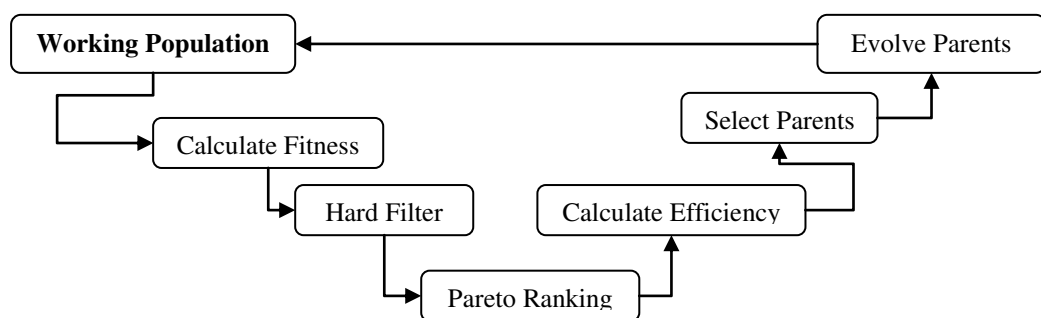 Working Population
Evolve Parents
Select Parents
Calculate Fitness
Hard Filter
Calculate Efficiency
Pareto Ranking